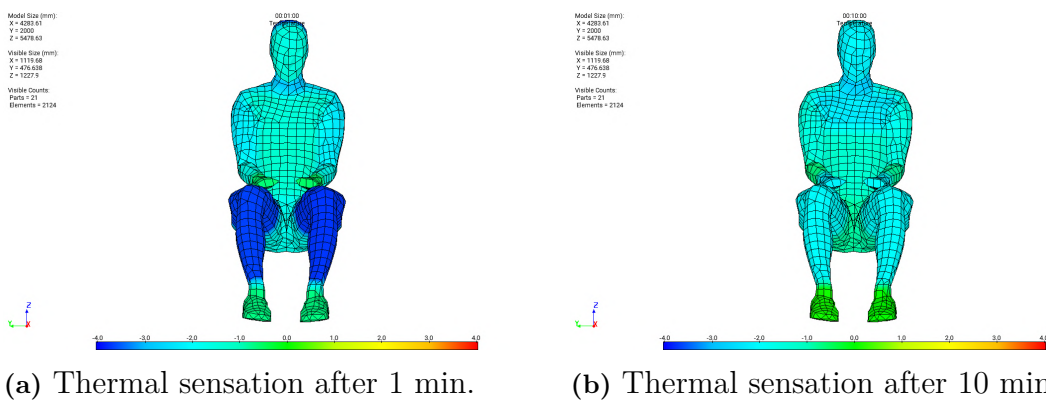 Model Size (mm):
X = 4283.61
Y = 2000
Z = 5478.63
Visible Size (mm):
X = 1119.68
Y = 476.638
Z = 1227.9
Visible Counts:
Parts = 21
Elements = 2124
00:01:00
Temperature
Z
Y
X
-4.0 -3,0 -2,0 -1,0 0,0 1,0 2,0 3,0 4.0
(a) Thermal sensation after 1 min.
Model Size (mm):
X = 4283.61
Y = 2000
Z = 5478.63
Visible Size (mm):
X = 1119.68
Y = 476.638
Z = 1227.9
Visible Counts:
Parts = 21
Elements = 2124
00:10:00
Temperature
Z
Y
X
-4.0 -3,0 -2,0 -1,0 0,0 1,0 2,0 3,0 4.0
(b) Thermal sensation after 10 min